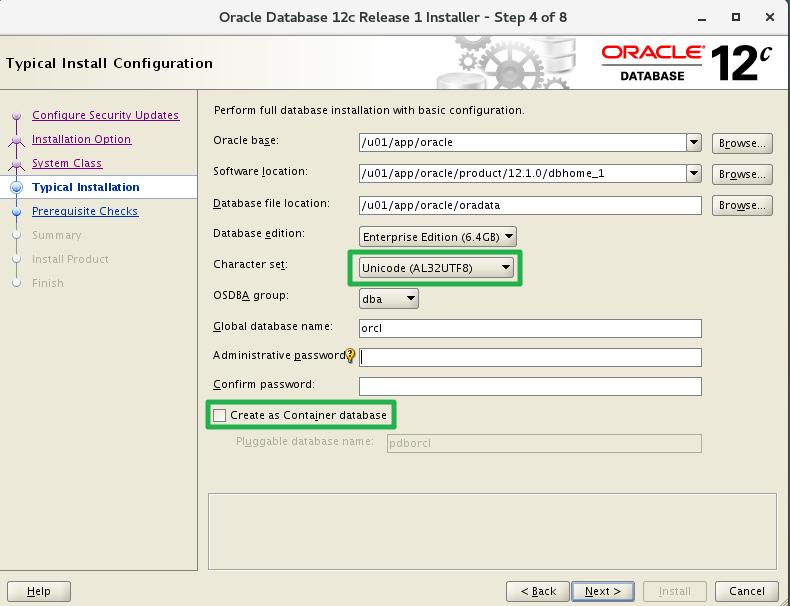 Oracle Database 12c Release 1 Installer - Step 4 of 8
Typical Install Configuration
ORACLE®
DATABASE
12c
Configure Security Updates
Installation Option
System Class
Typical Installation
Prerequisite Checks
Summary
Install Product
Finish
Perform full database installation with basic configuration.
Oracle base: /u01/app/oracle Browse...
Software location: /u01/app/oracle/product/12.1.0/dbhome_1 Browse...
Database file location: /u01/app/oracle/oradata Browse...
Database edition: Enterprise Edition (6.4GB)
Character set: Unicode (AL32UTF8)
OSDBA group: dba
Global database name: orcl
Administrative password:
Confirm password:
Create as Container database
Pluggable database name: pdborcl
Help < Back Next > Install Cancel